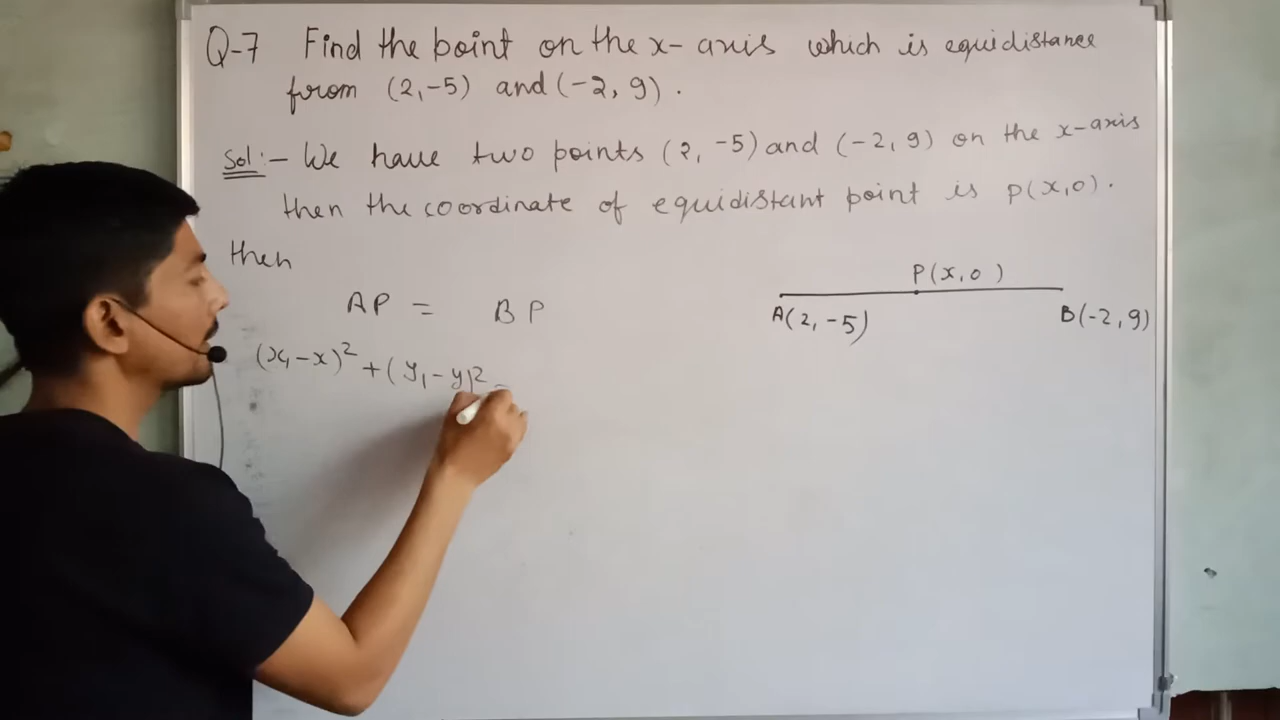 Q-7 Find the point on the x-axis which is equidistance
from (2,-5) and (-2, 9).
Sol:- We have two points (2, -5) and (-2, 9) on the x-axis
then the coordinate of equidistant point is P(x,0).
then
AP = BP
(x₁-x)² + (y₁-y)² =
P(x,0)
A(2,-5)
B(-2,9)